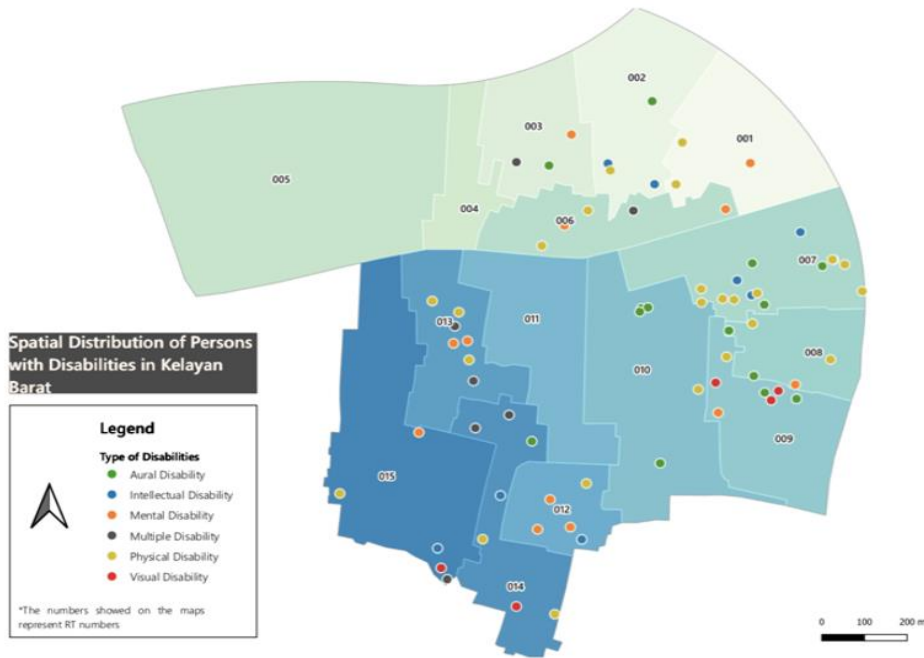 002
001
003
005
004
006
007
013
011
008
010
009
015
012
014
Spatial Distribution of Persons
with Disabilities in Kelayan
Barat
Legend
Type of Disabilities
Aural Disability
Intellectual Disability
Mental Disability
Multiple Disability
Physical Disability
Visual Disability
*The numbers showed on the maps
represent RT numbers
0 100 200 m